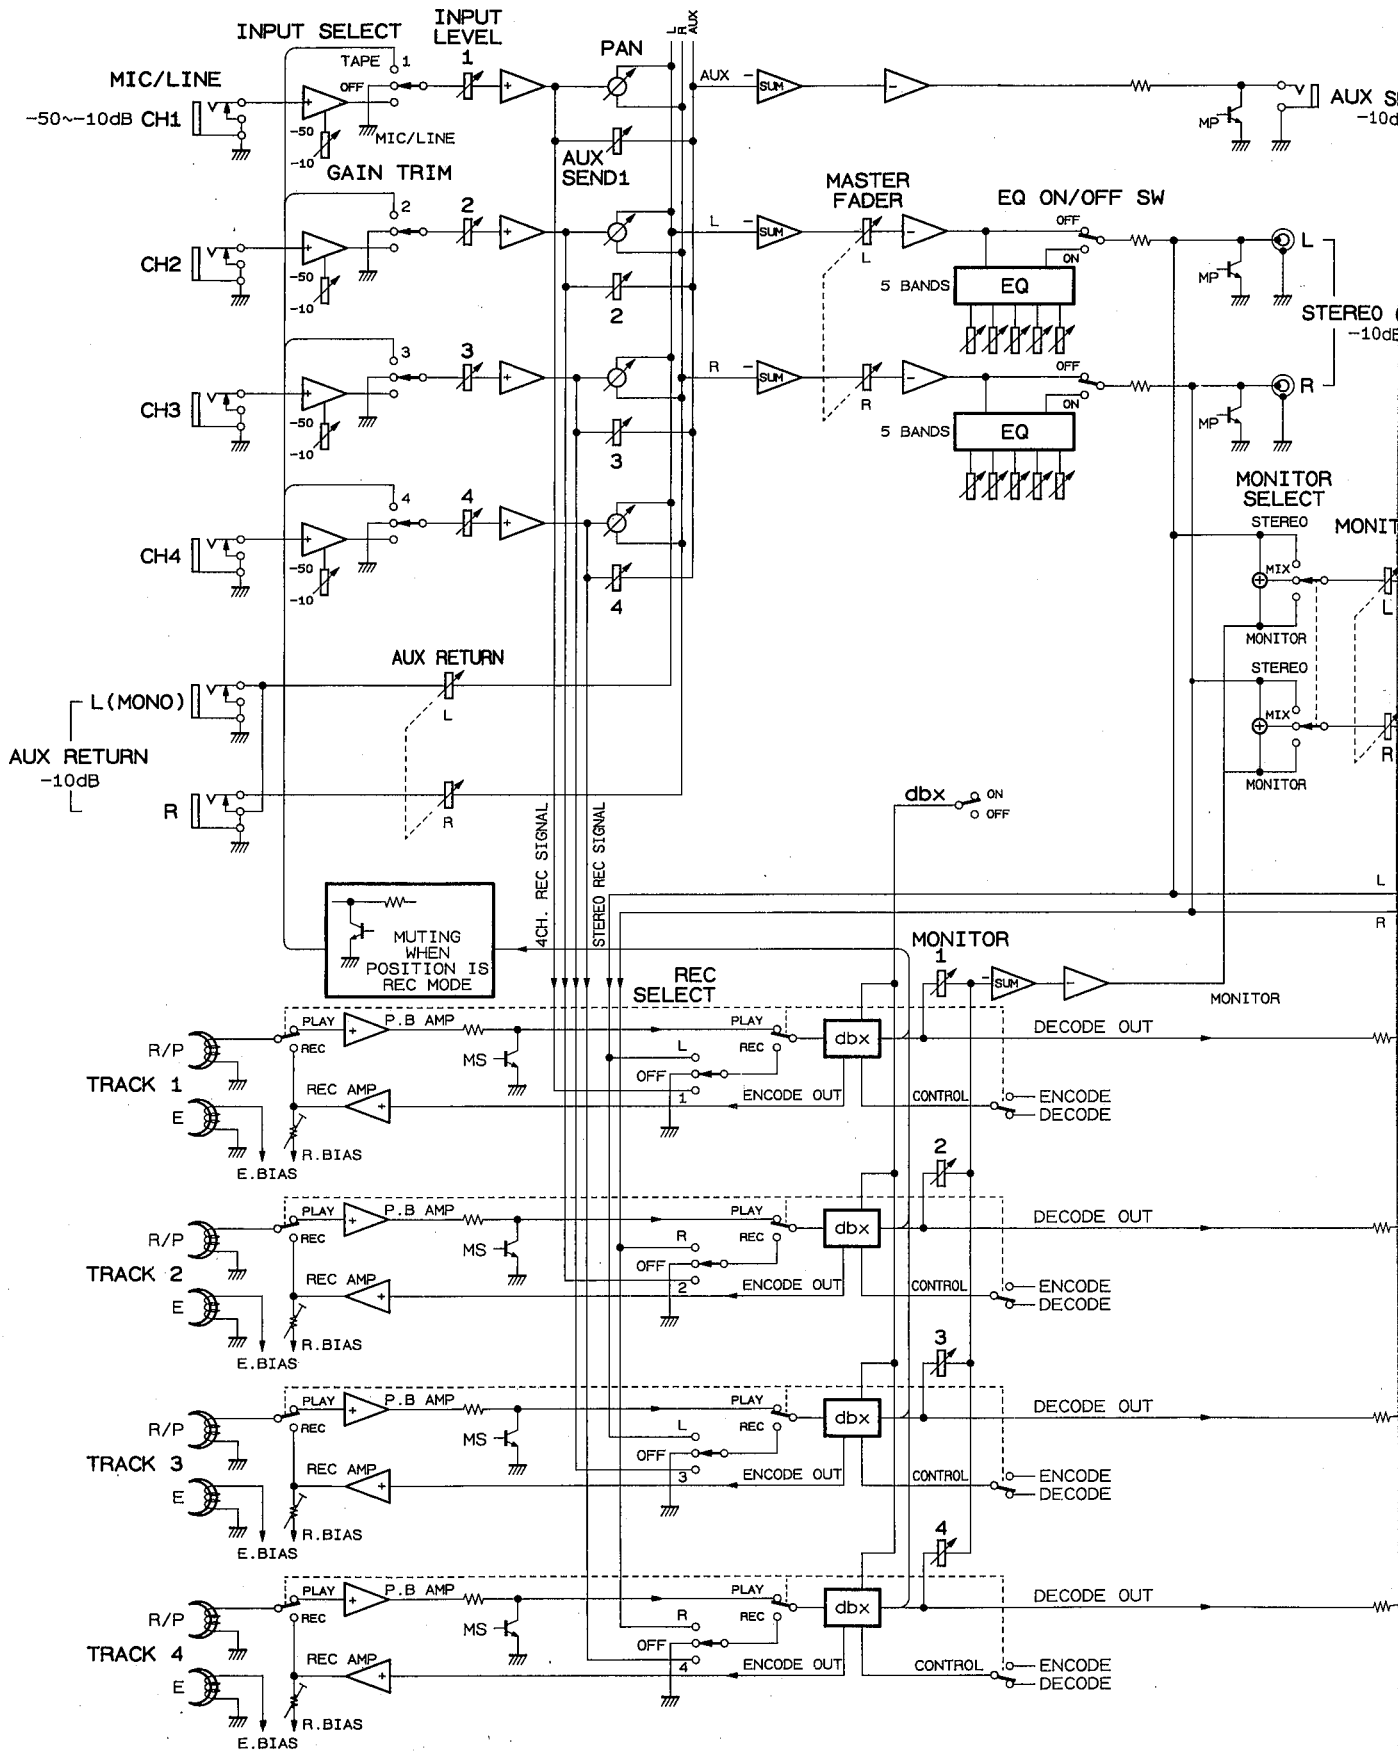 INPUT SELECT
INPUT
LEVEL
1
PAN
L
R
AUX
MIC/LINE
TAPE
1
OFF
MIC/LINE
-50~-10dB CH1
-50
-10
AUX
SEND1
AUX
-
SUM
-
MP
AUX
-10d
GAIN TRIM
2
2
CH2
-50
-10
2
L
-
SUM
MASTER
FADER
L
-
EQ ON/OFF SW
OFF
ON
5 BANDS
EQ
MP
L
STEREO
-10dB
3
3
CH3
-50
-10
3
R
-
SUM
R
-
OFF
ON
5 BANDS
EQ
MP
R
4
4
CH4
-50
-10
4
MONITOR
SELECT
STEREO
MONIT
MIX
L
MONITOR
STEREO
MIX
R
MONITOR
AUX RETURN
L(MONO)
L
AUX RETURN
-10dB
R
R
dbx
ON
OFF
4CH. REC SIGNAL
STEREO REC SIGNAL
L
R
MUTING
WHEN
POSITION IS
REC MODE
REC
SELECT
MONITOR
1
-
SUM
-
MONITOR
R/P
TRACK 1
E
E.BIAS
PLAY
REC
P.B AMP
MS
REC AMP
R.BIAS
L
OFF
1
PLAY
REC
dbx
ENCODE OUT
DECODE OUT
CONTROL
ENCODE
DECODE
2
R/P
TRACK 2
E
E.BIAS
PLAY
REC
P.B AMP
MS
REC AMP
R.BIAS
R
OFF
2
PLAY
REC
dbx
ENCODE OUT
DECODE OUT
CONTROL
ENCODE
DECODE
3
R/P
TRACK 3
E
E.BIAS
PLAY
REC
P.B AMP
MS
REC AMP
R.BIAS
L
OFF
3
PLAY
REC
dbx
ENCODE OUT
DECODE OUT
CONTROL
ENCODE
DECODE
4
R/P
TRACK 4
E
E.BIAS
PLAY
REC
P.B AMP
MS
REC AMP
R.BIAS
R
OFF
4
PLAY
REC
dbx
ENCODE OUT
DECODE OUT
CONTROL
ENCODE
DECODE